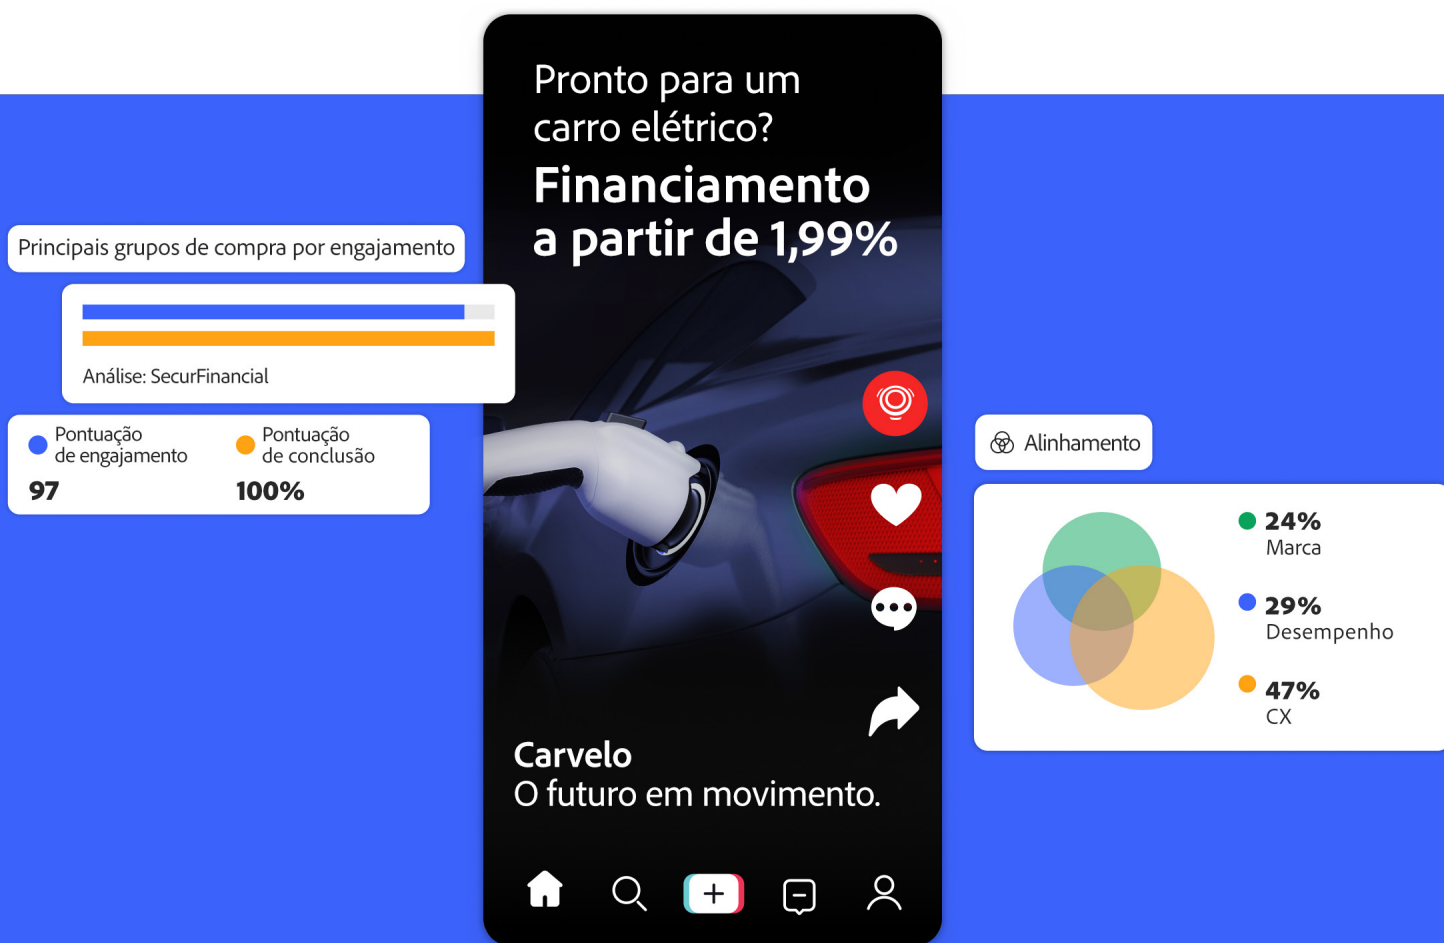 Pronto para um
carro elétrico?
Financiamento
a partir de 1,99%
Principais grupos de compra por engajamento
Análise: SecurFinancial
Pontuação
de engajamento
97
Pontuação
de conclusão
100%
Alinhamento
24%
Marca
29%
Desempenho
47%
CX
Carvelo
O futuro em movimento.